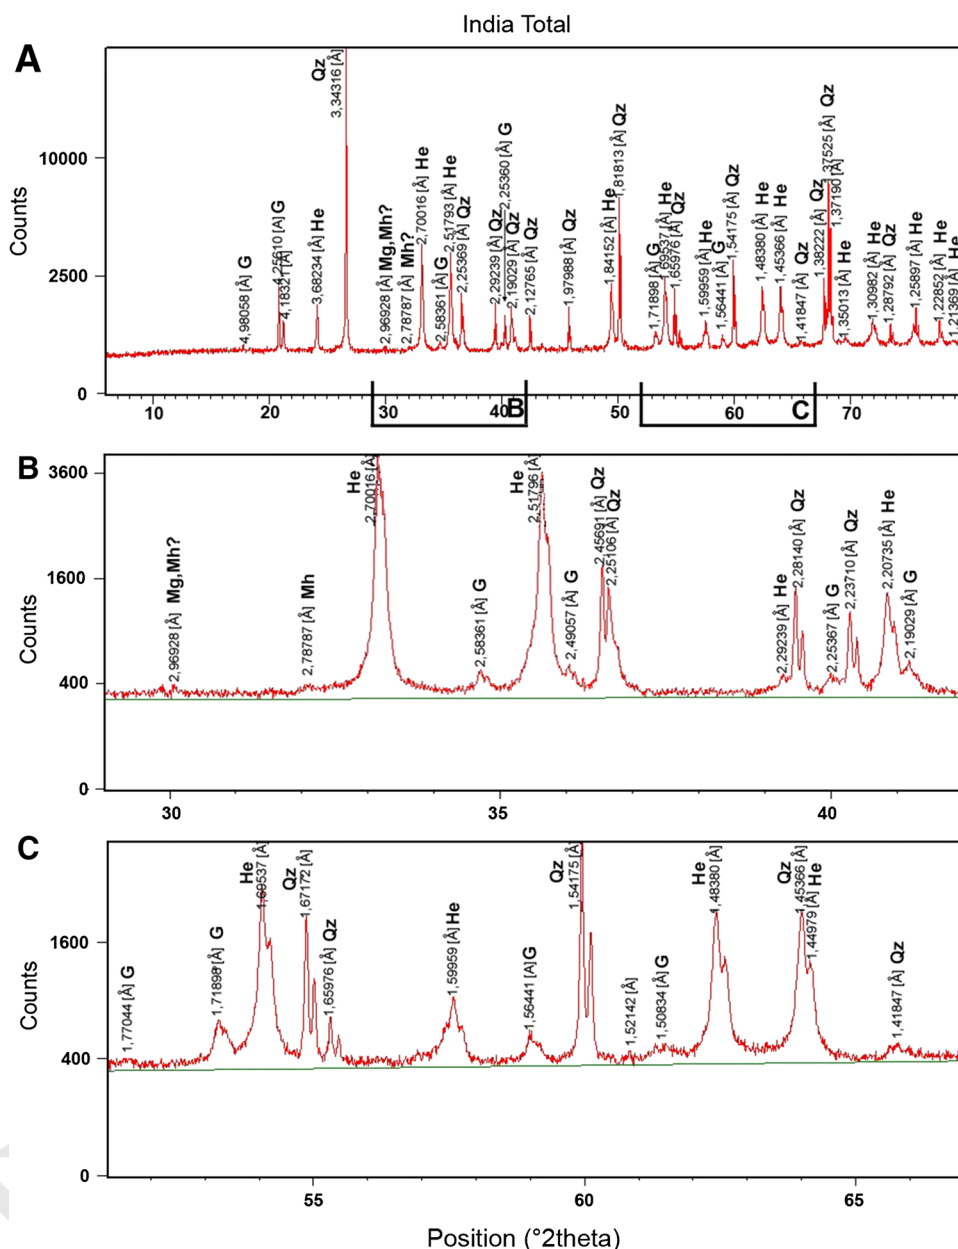 India Total
A
Counts
10000
2500
0
4,98058 [Å] G
4,25610 [Å] G
4,18321 [Å]
3,68234 [Å] He
3,34316 [Å] Qz
2,96928 [Å] Mg,Mh?
2,78787 [Å] Mh?
2,70016 [Å] He
2,58361 [Å] G
2,51793 [Å] He
2,25369 [Å] Qz
2,29239 [Å] Qz
2,25360 [Å] G
2,19029 [Å] Qz
2,12765 [Å] Qz
1,97988 [Å] Qz
1,84152 [Å] He
1,81813 [Å] Qz
1,71898 [Å] G
1,69537 [Å] He
1,65976 [Å] Qz
1,59959 [Å] He
1,56441 [Å] G
1,54175 [Å] Qz
1,48380 [Å] He
1,45366 [Å] He
1,41847 [Å] Qz
1,38222 [Å] Qz
1,37525 [Å] Qz
1,37190 [Å]
1,35013 [Å] He
1,30982 [Å] He
1,28792 [Å] Qz
1,25897 [Å] He
1,22852 [Å] He
1,21369 [Å] He
10 20 30 40 B 50 60 C 70
B
Counts
3600
1600
400
0
2,96928 [Å] Mg,Mh?
2,78787 [Å] Mh
2,70016 [Å] He
2,58361 [Å] G
2,51796 [Å] He
2,49057 [Å] G
2,45691 [Å] Qz
2,25106 [Å] Qz
2,29239 [Å] He
2,28140 [Å] Qz
2,25367 [Å] G
2,23710 [Å] Qz
2,20735 [Å] He
2,19029 [Å] G
30 35 40
C
Counts
1600
400
0
1,77044 [Å] G
1,71898 [Å] G
1,69537 [Å] He
1,67172 [Å] Qz
1,65976 [Å] Qz
1,59959 [Å] He
1,56441 [Å] G
1,54175 [Å] Qz
1,52142 [Å]
1,50834 [Å] G
1,48380 [Å] He
1,45366 [Å] Qz
1,44979 [Å] He
1,41847 [Å] Qz
55 60 65
Position (°2theta)